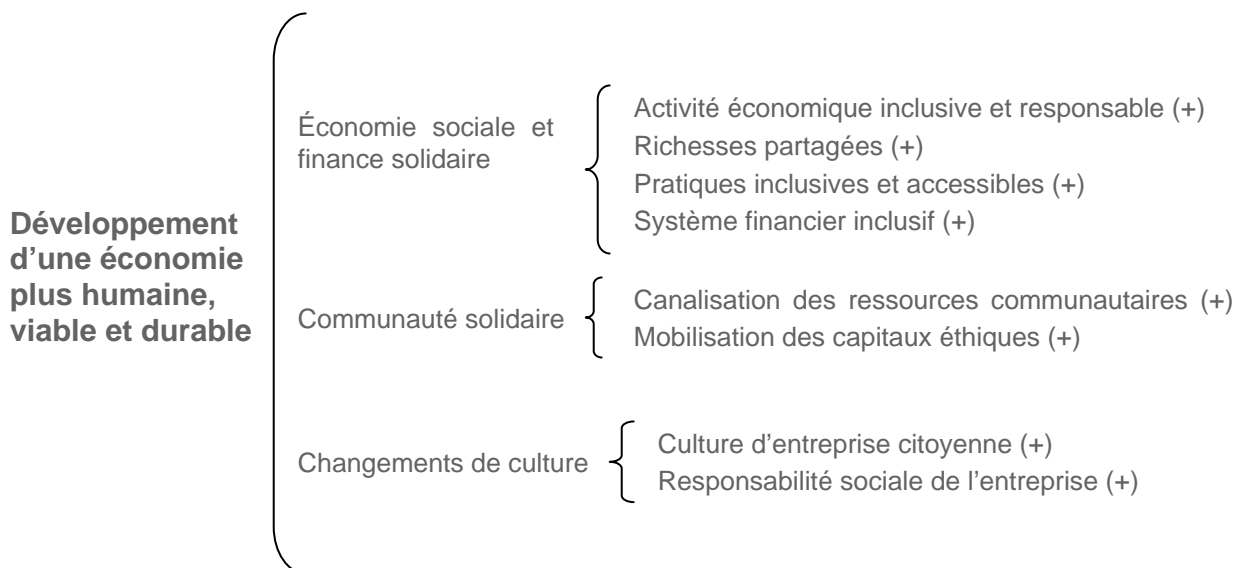 Développement
d’une économie
plus humaine,
viable et durable
Économie sociale et
finance solidaire
Activité économique inclusive et responsable (+)
Richesses partagées (+)
Pratiques inclusives et accessibles (+)
Système financier inclusif (+)
Communauté solidaire
Canalisation des ressources communautaires (+)
Mobilisation des capitaux éthiques (+)
Changements de culture
Culture d’entreprise citoyenne (+)
Responsabilité sociale de l’entreprise (+)